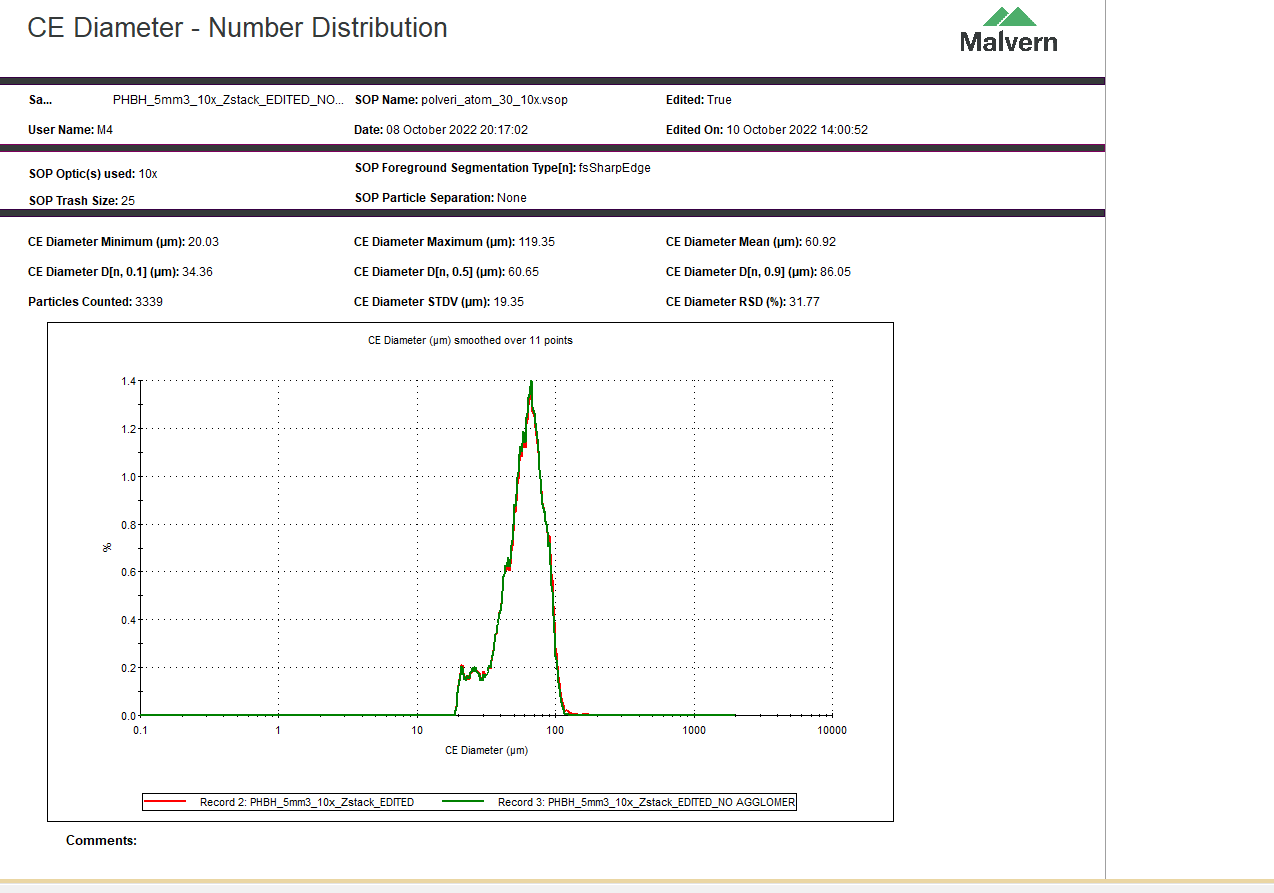 CE Diameter - Number Distribution
Malvern
Sa... PHBH_5mm3_10x_Zstack_EDITED_NO... SOP Name: polveri_atom_30_10x.vsop Edited: True
User Name: M4 Date: 08 October 2022 20:17:02 Edited On: 10 October 2022 14:00:52
SOP Optic(s) used: 10x SOP Foreground Segmentation Type[n]: fsSharpEdge
SOP Trash Size: 25 SOP Particle Separation: None
CE Diameter Minimum (µm): 20.03 CE Diameter Maximum (µm): 119.35 CE Diameter Mean (µm): 60.92
CE Diameter D[n, 0.1] (µm): 34.36 CE Diameter D[n, 0.5] (µm): 60.65 CE Diameter D[n, 0.9] (µm): 86.05
Particles Counted: 3339 CE Diameter STDV (µm): 19.35 CE Diameter RSD (%): 31.77
CE Diameter (µm) smoothed over 11 points
1.4
1.2
1.0
0.8
%
0.6
0.4
0.2
0.0
0.1 1 10 100 1000 10000
CE Diameter (µm)
Record 2: PHBH_5mm3_10x_Zstack_EDITED Record 3: PHBH_5mm3_10x_Zstack_EDITED_NO AGGLOMER
Comments: